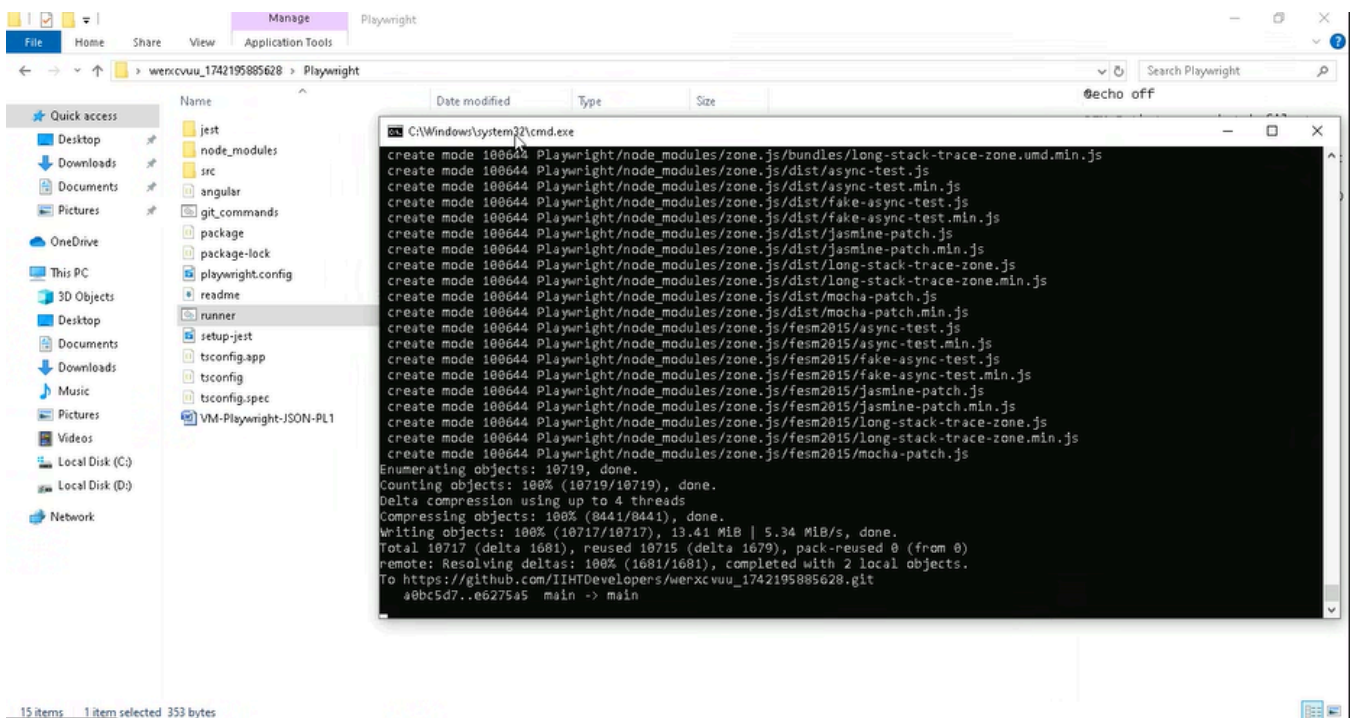 Manage
Playwright
File Home Share View Application Tools
werxcvuu_1742195885628 > Playwright
Search Playwright
Name Date modified Type Size
@echo off
Quick access
Desktop
Downloads
Documents
Pictures
OneDrive
This PC
3D Objects
Desktop
Documents
Downloads
Music
Pictures
Videos
Local Disk (C:)
Local Disk (D:)
Network
jest
node_modules
src
angular
git_commands
package
package-lock
playwright.config
readme
runner
setup-jest
tsconfig.app
tsconfig
tsconfig.spec
VM-Playwright-JSON-PL1
C:\Windows\system32\cmd.exe
create mode 100644 Playwright/node_modules/zone.js/bundles/long-stack-trace-zone.umd.min.js
create mode 100644 Playwright/node_modules/zone.js/dist/async-test.js
create mode 100644 Playwright/node_modules/zone.js/dist/async-test.min.js
create mode 100644 Playwright/node_modules/zone.js/dist/fake-async-test.js
create mode 100644 Playwright/node_modules/zone.js/dist/fake-async-test.min.js
create mode 100644 Playwright/node_modules/zone.js/dist/jasmine-patch.js
create mode 100644 Playwright/node_modules/zone.js/dist/jasmine-patch.min.js
create mode 100644 Playwright/node_modules/zone.js/dist/long-stack-trace-zone.js
create mode 100644 Playwright/node_modules/zone.js/dist/long-stack-trace-zone.min.js
create mode 100644 Playwright/node_modules/zone.js/dist/mocha-patch.js
create mode 100644 Playwright/node_modules/zone.js/dist/mocha-patch.min.js
create mode 100644 Playwright/node_modules/zone.js/fesm2015/async-test.js
create mode 100644 Playwright/node_modules/zone.js/fesm2015/async-test.min.js
create mode 100644 Playwright/node_modules/zone.js/fesm2015/fake-async-test.js
create mode 100644 Playwright/node_modules/zone.js/fesm2015/fake-async-test.min.js
create mode 100644 Playwright/node_modules/zone.js/fesm2015/jasmine-patch.js
create mode 100644 Playwright/node_modules/zone.js/fesm2015/jasmine-patch.min.js
create mode 100644 Playwright/node_modules/zone.js/fesm2015/long-stack-trace-zone.js
create mode 100644 Playwright/node_modules/zone.js/fesm2015/long-stack-trace-zone.min.js
create mode 100644 Playwright/node_modules/zone.js/fesm2015/mocha-patch.js
Enumerating objects: 10719, done.
Counting objects: 100% (10719/10719), done.
Delta compression using up to 4 threads
Compressing objects: 100% (8441/8441), done.
Writing objects: 100% (10717/10717), 13.41 MiB | 5.34 MiB/s, done.
Total 10717 (delta 1681), reused 10715 (delta 1679), pack-reused 0 (from 0)
remote: Resolving deltas: 100% (1681/1681), completed with 2 local objects.
To https://github.com/IIHTDevelopers/werxcvuu_1742195885628.git
a0bc5d7..e6275a5 main -> main
15 items 1 item selected 353 bytes